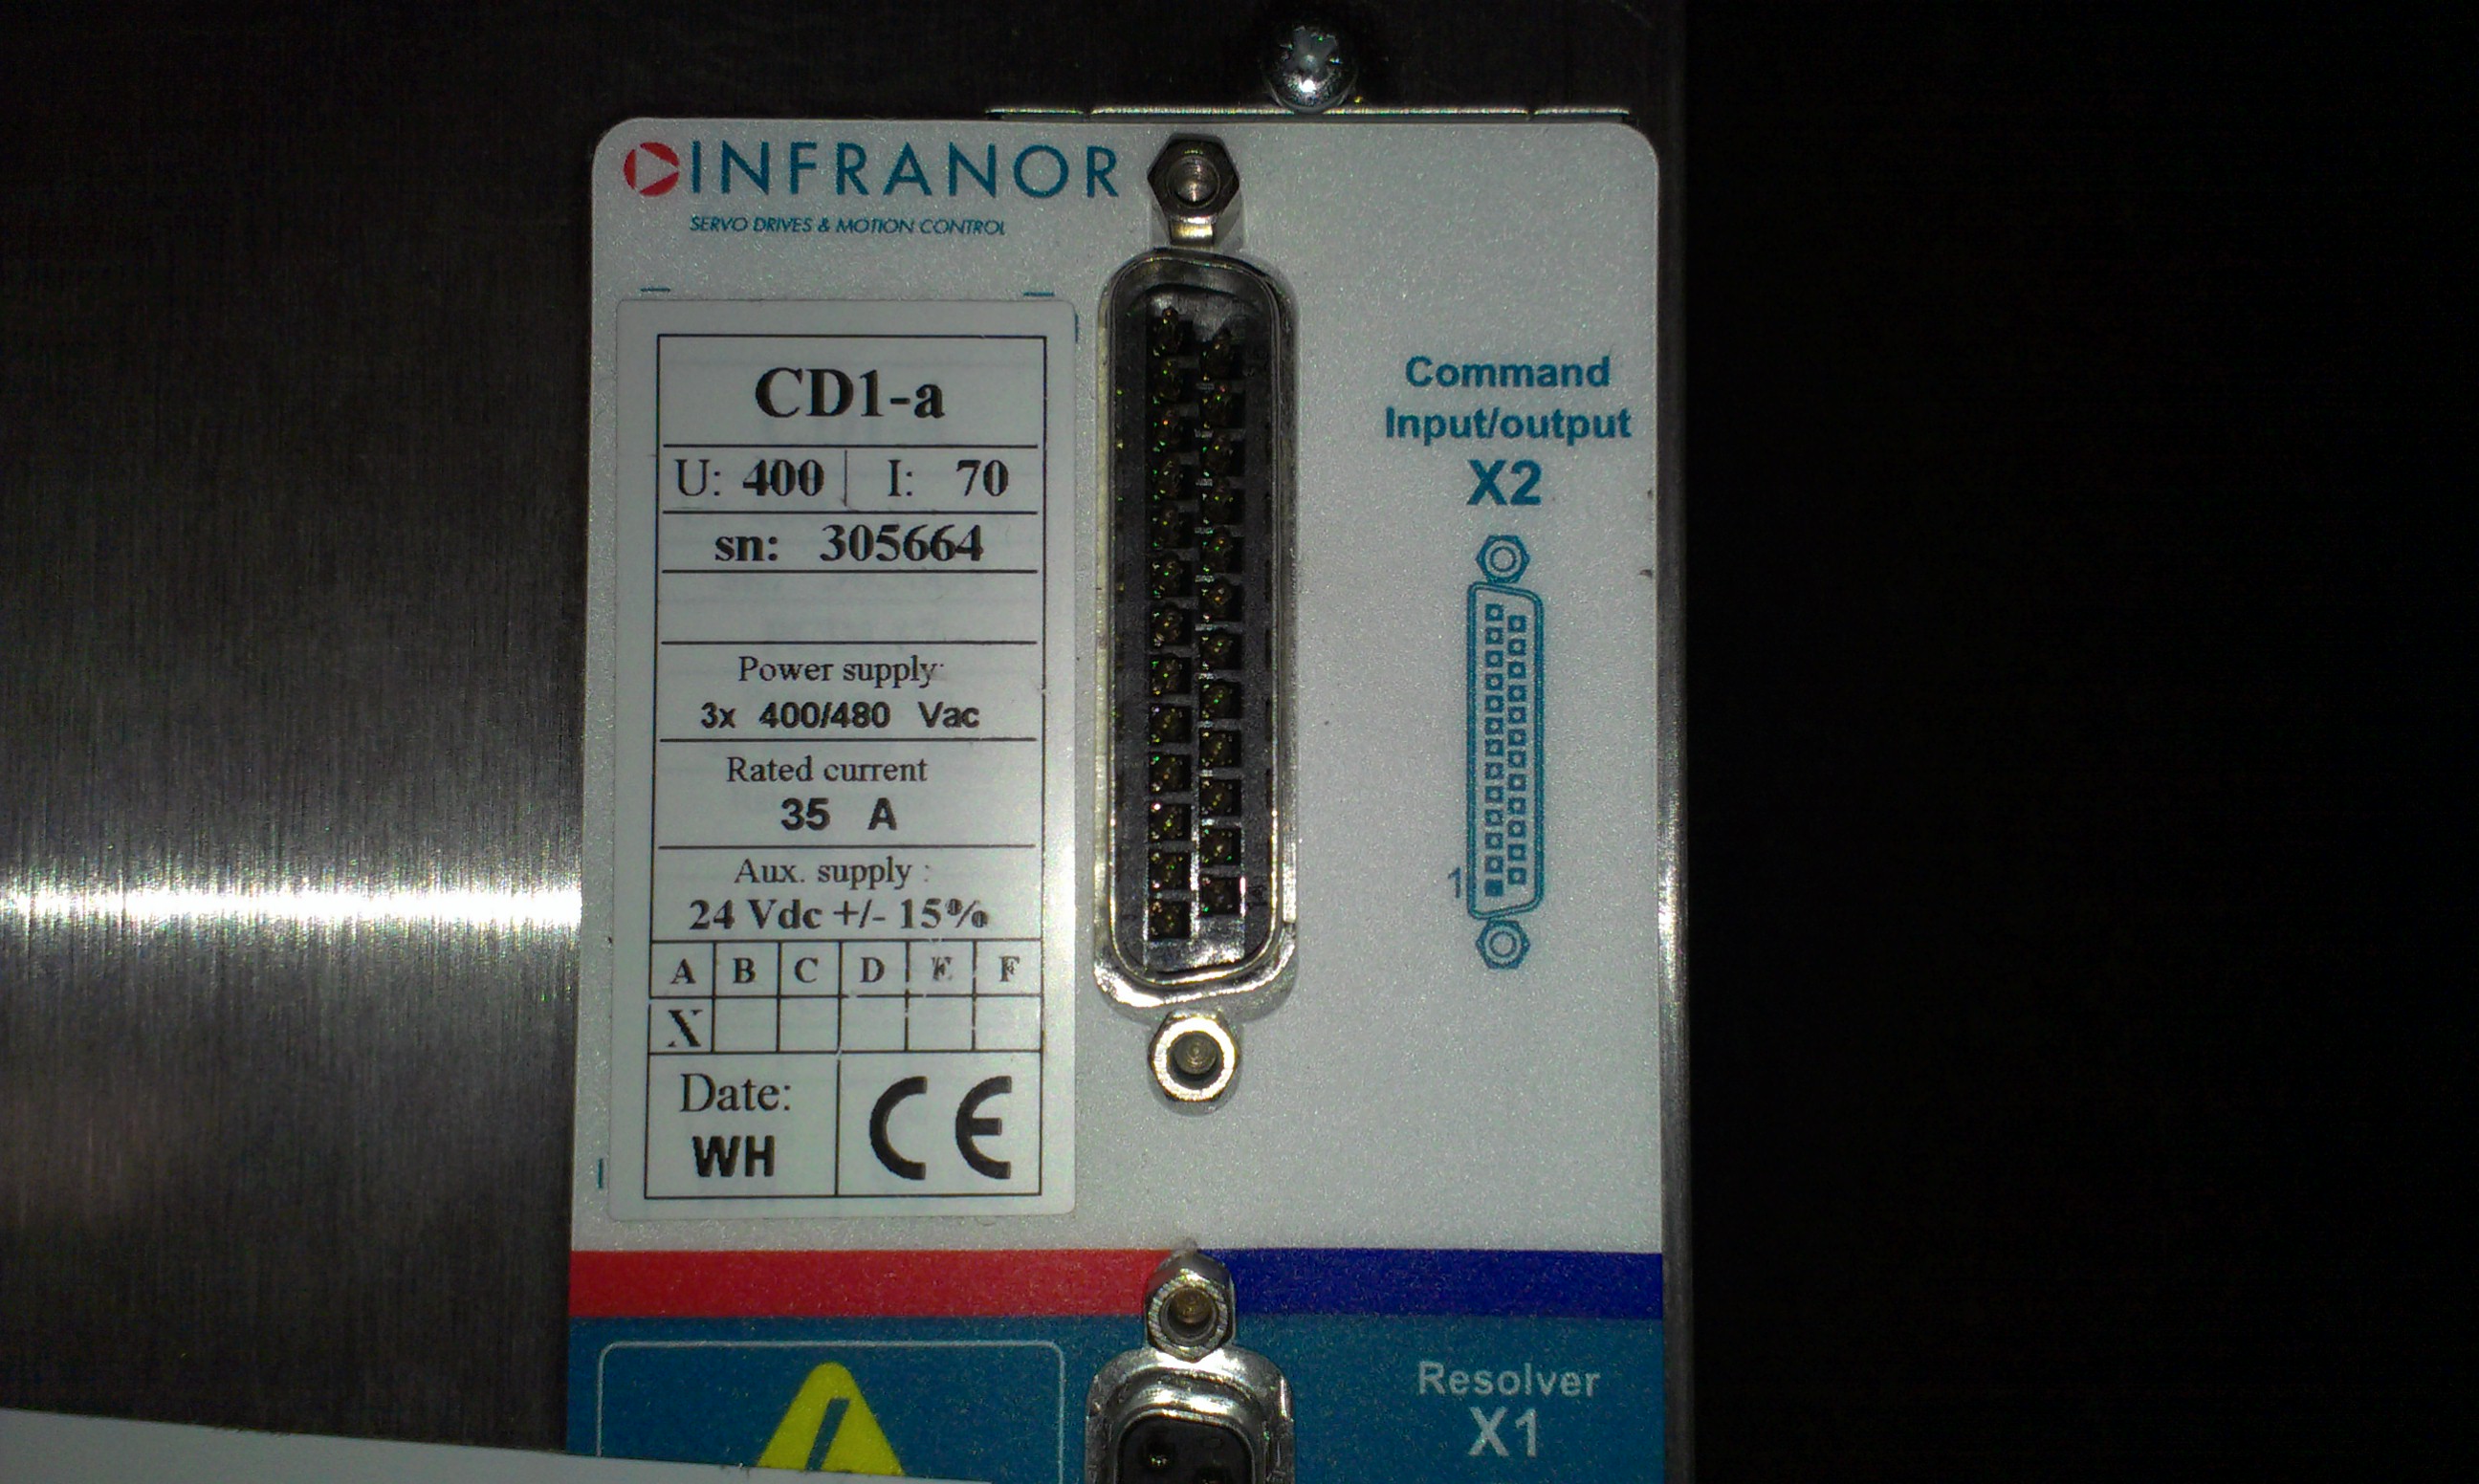 INFRANOR
SERVO DRIVES & MOTION CONTROL
CD1-a
U: 400 I: 70
sn: 305664
Power supply:
3x 400/480 Vac
Rated current
35 A
Aux. supply :
24 Vdc +/- 15%
A B C D E F
X
Date:
WH
CE
Command
Input/output
X2
1
Resolver
X1